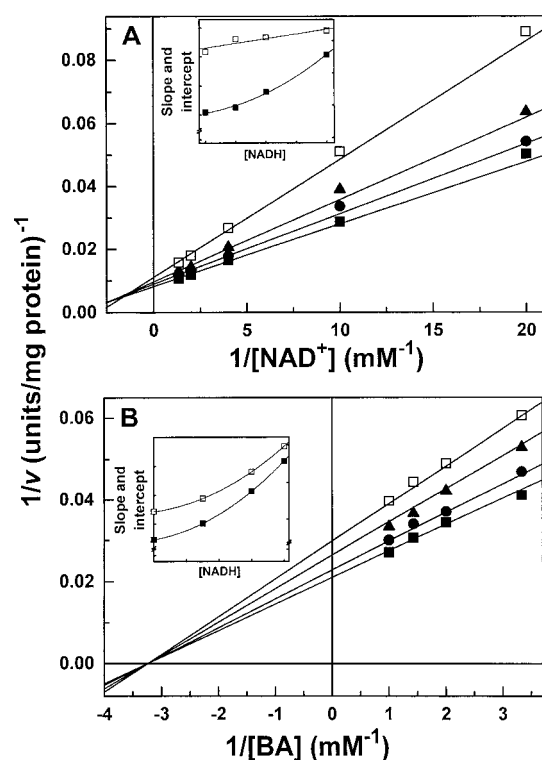 A
Slope and
intercept
[NADH]
0.08
0.06
0.04
0.02
0.00
0
5
10
15
20
1/[NAD⁺] (mM⁻¹)
1/v (units/mg protein)⁻¹
B
Slope and
intercept
[NADH]
0.06
0.04
0.02
0.00
-4
-3
-2
-1
0
1
2
3
1/[BA] (mM⁻¹)